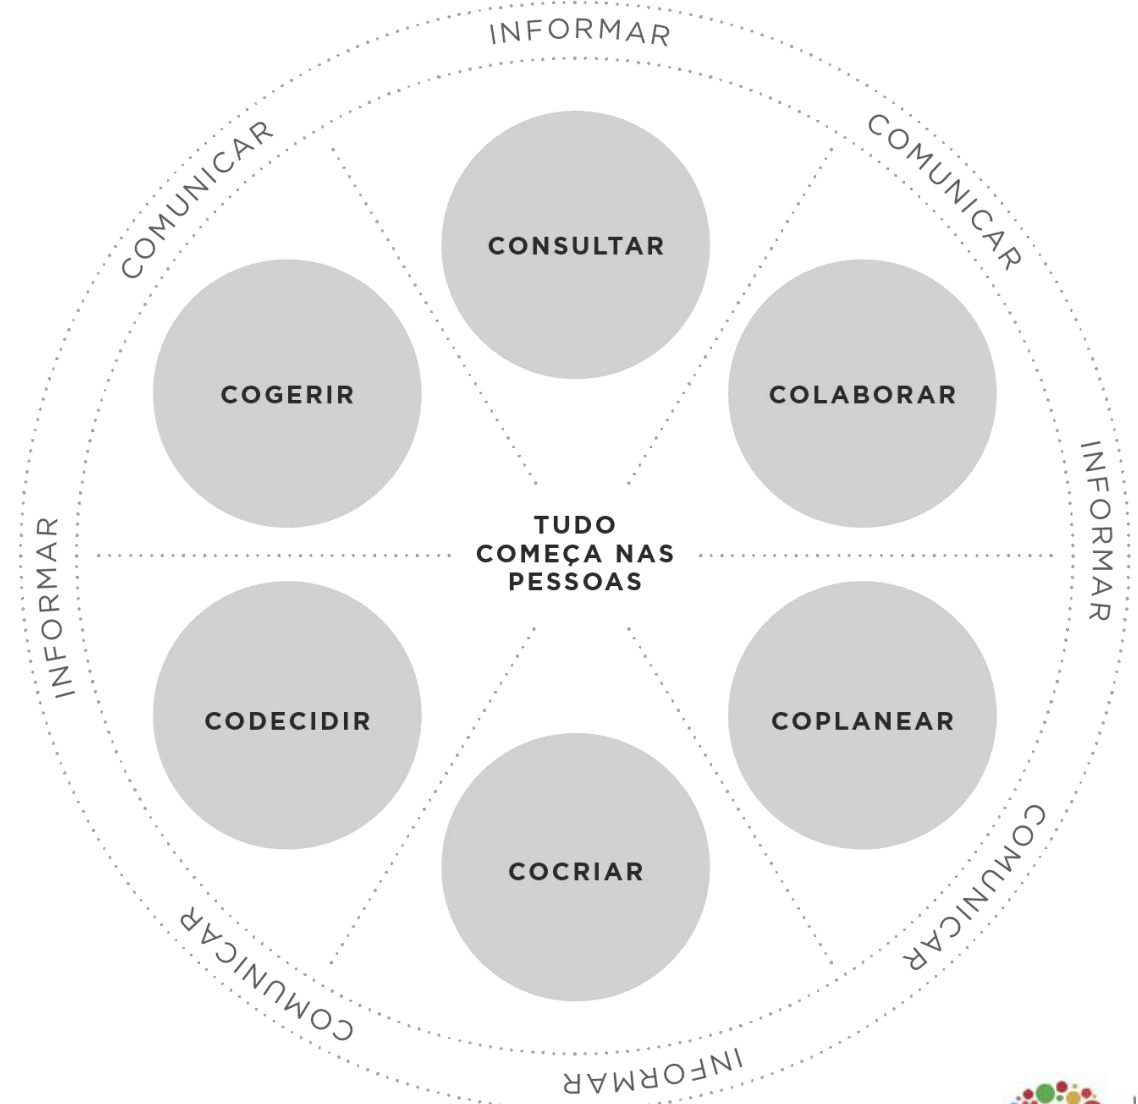 INFORMAR
COMUNICAR
COMUNICAR
CONSULTAR
COGERIR
COLABORAR
INFORMAR
INFORMAR
TUDO
COMEÇA NAS
PESSOAS
CODECIDIR
COPLANEAR
COCRIAR
COMUNICAR
COMUNICAR
INFORMAR